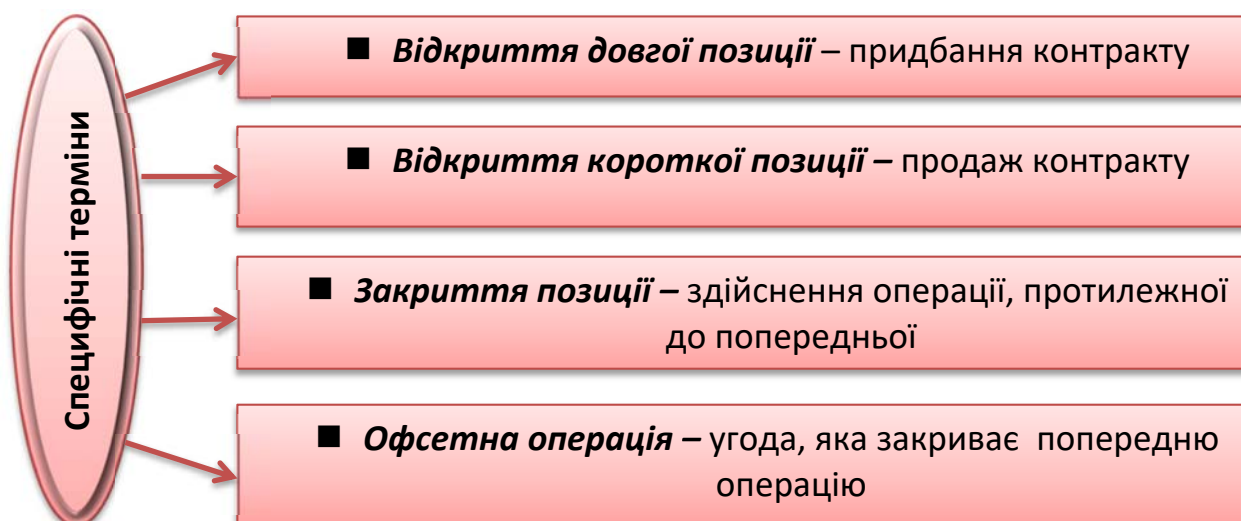 Специфічні терміни
■ Відкриття довгої позиції – придбання контракту
■ Відкриття короткої позиції – продаж контракту
■ Закриття позиції – здійснення операції, протилежної
до попередньої
■ Офсетна операція – угода, яка закриває попередню
операцію